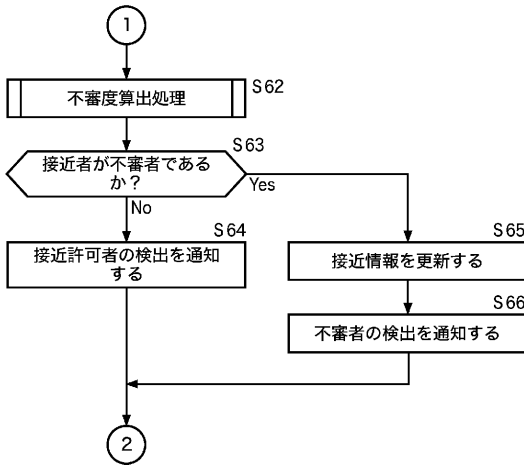 1
S62
不審度算出処理
S63
接近者が不審者である
か？
Yes
No
S64
接近許可者の検出を通知
する
S65
接近情報を更新する
S66
不審者の検出を通知する
2